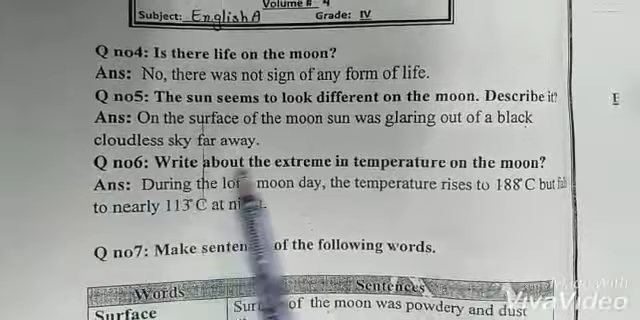 Volume # 4
Subject: English A Grade: IV
Q no4: Is there life on the moon?
Ans: No, there was not sign of any form of life.
Q no5: The sun seems to look different on the moon. Describe it?
Ans: On the surface of the moon sun was glaring out of a black
cloudless sky far away.
Q no6: Write about the extreme in temperature on the moon?
Ans: During the moon day, the temperature rises to 188°C but
to nearly 113°C at
Q no7: Make of the following words.
Words Sentences
Surface of the moon was powdery and dust
Made with
VivaVideo